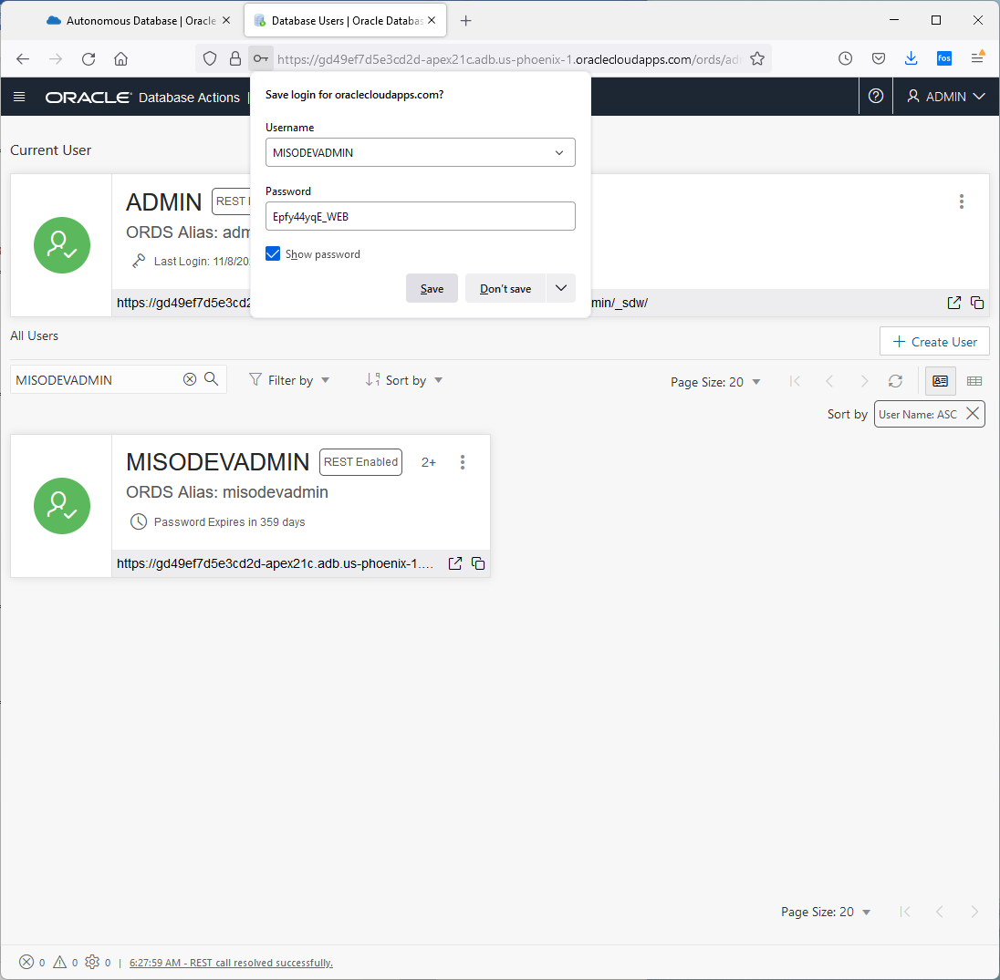 Autonomous Database | Oracle
Database Users | Oracle Databas
https://gd49ef7d5e3cd2d-apex21c.adb.us-phoenix-1.oraclecloudapps.com/ords/adm
fos
ORACLE Database Actions |
ADMIN
Save login for oraclecloudapps.com?
Username
MISODEVADMIN
Password
Epfy44yqE_WEB
Show password
Save
Don't save
Current User
ADMIN
REST
ORDS Alias: adm
Last Login: 11/8/20
https://gd49ef7d5e3cd2 min/_sdw/
All Users
+ Create User
MISODEVADMIN
Filter by
Sort by
Page Size: 20
Sort by
User Name: ASC
MISODEVADMIN
REST Enabled
2+
ORDS Alias: misodevadmin
Password Expires in 359 days
https://gd49ef7d5e3cd2d-apex21c.adb.us-phoenix-1....
Page Size: 20
0 0 0 | 6:27:59 AM - REST call resolved successfully.